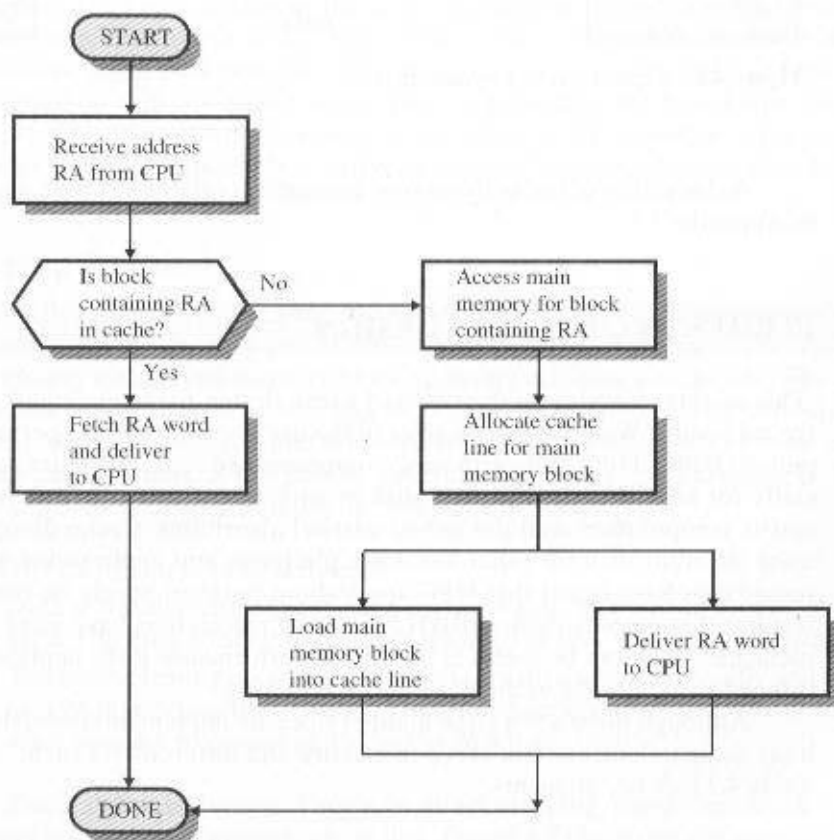 START
Receive address
RA from CPU
Is block
containing RA
in cache?
No
Access main
memory for block
containing RA
Yes
Fetch RA word
and deliver
to CPU
Allocate cache
line for main
memory block
Load main
memory block
into cache line
Deliver RA word
to CPU
DONE